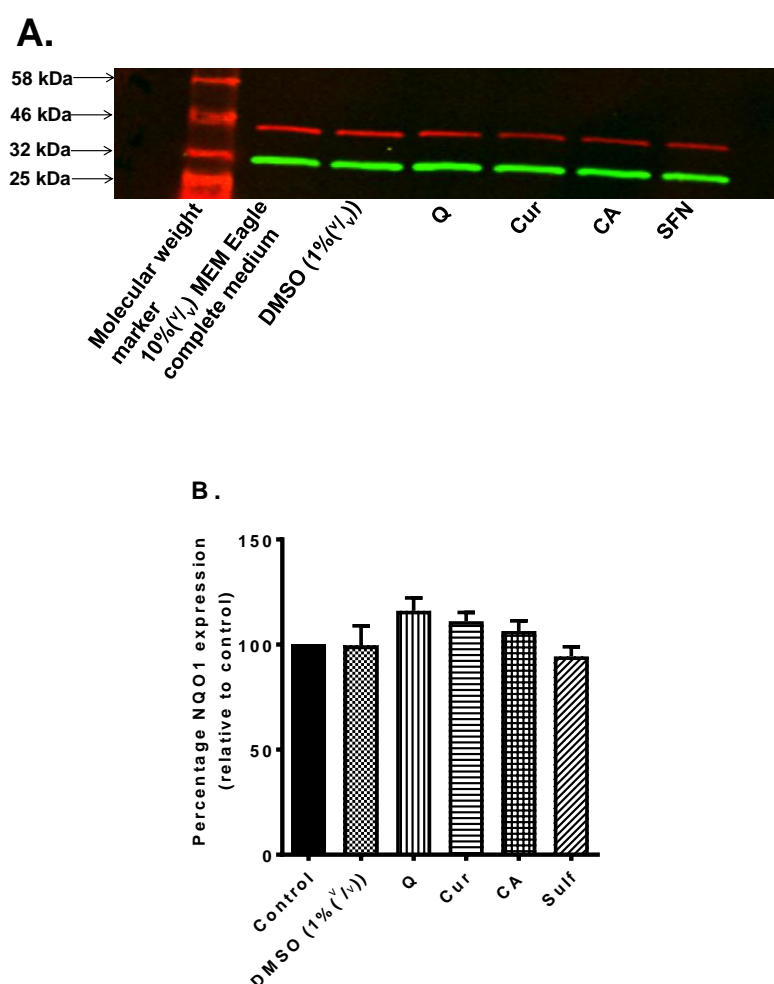 A.
58 kDa
46 kDa
32 kDa
25 kDa
Molecular weight
marker
10%(v/v) MEM Eagle
complete medium
DMSO (1%(v/v))
Q
Cur
CA
SFN
B.
Percentage NQO1 expression
(relative to control)
150
100
50
0
Control
DMSO (1%(v/v))
Q
Cur
CA
Sulf